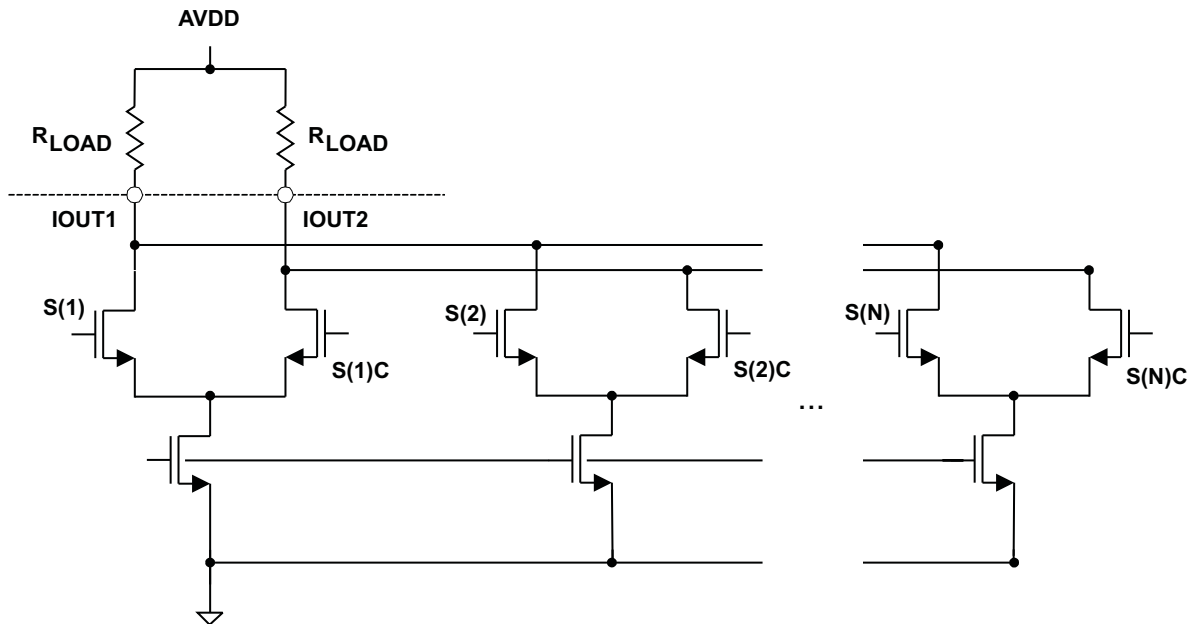 AVDD
RLOAD
RLOAD
IOUT1
IOUT2
S(1)
S(1)C
S(2)
S(2)C
...
S(N)
S(N)C